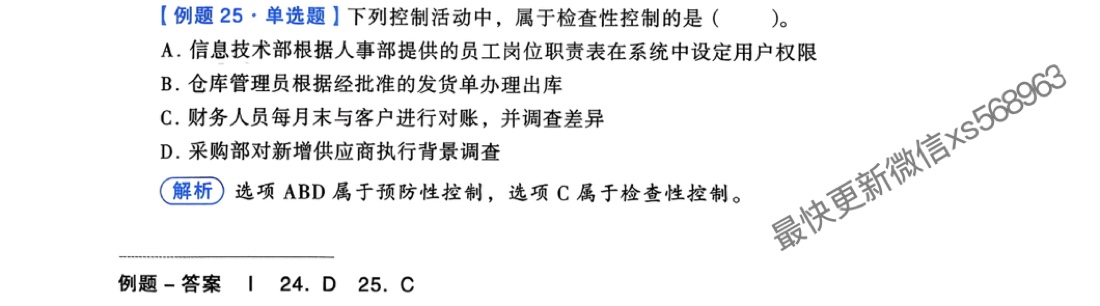 【例题 25·单选题】下列控制活动中，属于检查性控制的是（　　）。
A. 信息技术部根据人事部提供的员工岗位职责表在系统中设定用户权限
B. 仓库管理员根据经批准的发货单办理出库
C. 财务人员每月末与客户进行对账，并调查差异
D. 采购部对新增供应商执行背景调查
解析 选项 ABD 属于预防性控制，选项 C 属于检查性控制。
最快更新微信xs568963
例题－答案 | 24. D 25. C